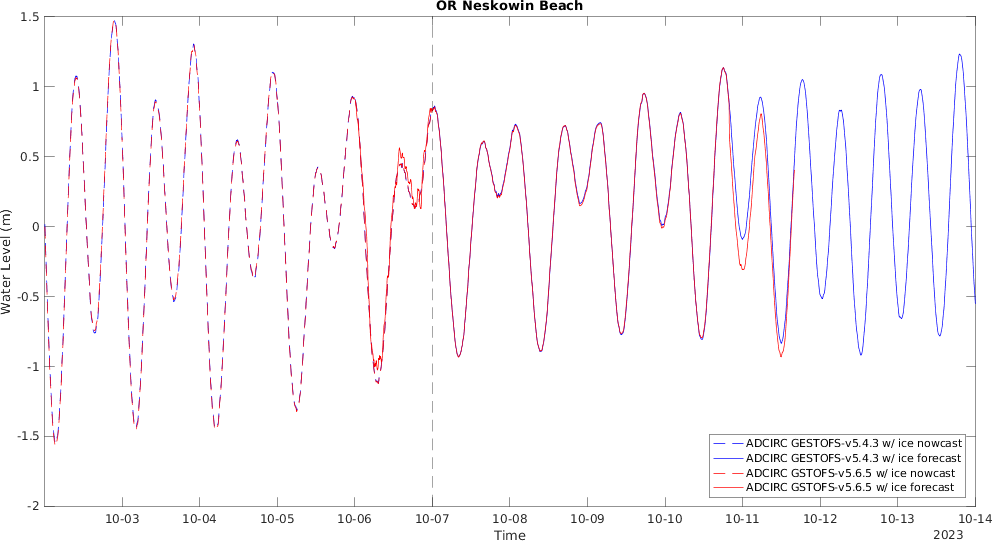 OR Neskowin Beach
1.5
1
0.5
0
-0.5
-1
-1.5
-2
Water Level (m)
ADCIRC GESTOFS-v5.4.3 w/ ice nowcast
ADCIRC GESTOFS-v5.4.3 w/ ice forecast
ADCIRC GSTOFS-v5.6.5 w/ ice nowcast
ADCIRC GSTOFS-v5.6.5 w/ ice forecast
10-03 10-04 10-05 10-06 10-07 10-08 10-09 10-10 10-11 10-12 10-13 10-14
Time
2023